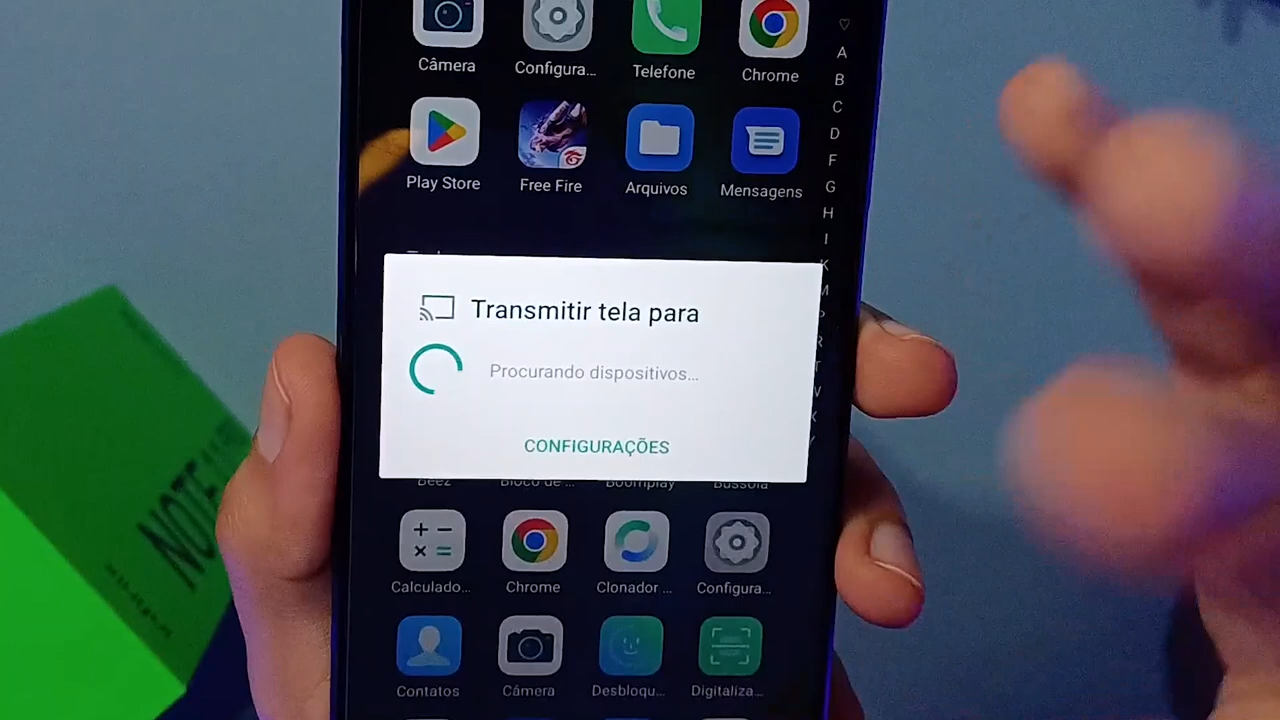 Câmera Configura... Telefone Chrome
Play Store Free Fire Arquivos Mensagens
A
B
C
D
F
G
H
I
K
M
P
R
T
V
X
Transmitir tela para
Procurando dispositivos...
CONFIGURAÇÕES
Beez Bloco de ... Boomplay Bússola
Calculado... Chrome Clonador ... Configura...
Contatos Câmera Desbloqu... Digitaliza...
NOTE